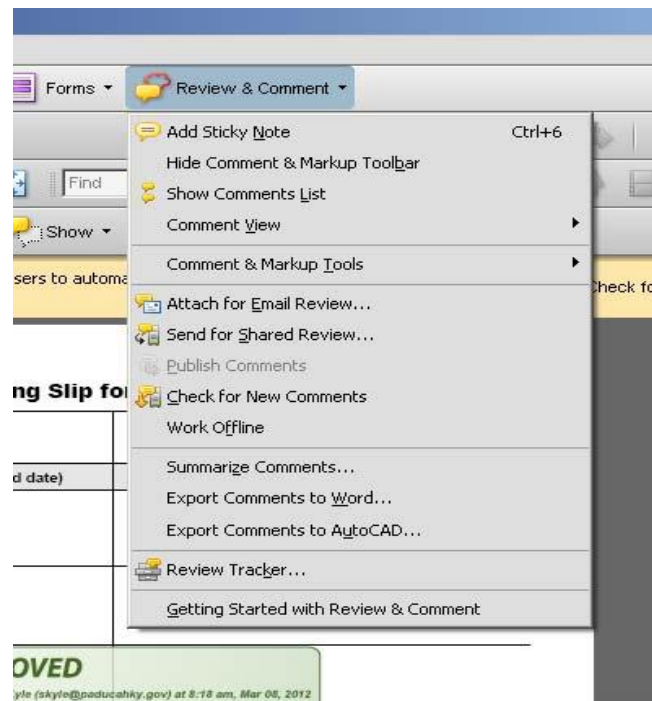 Forms Review & Comment
Add Sticky Note Ctrl+6
Hide Comment & Markup Toolbar
Find
Show Comments List
Show
Comment View
Comment & Markup Tools
sers to automa
Check fo
Attach for Email Review...
Send for Shared Review...
Publish Comments
ng Slip fo
Check for New Comments
Work Offline
Summarize Comments...
d date)
Export Comments to Word...
Export Comments to AutoCAD...
Review Tracker...
Getting Started with Review & Comment
OVED
yle (skyle@paducahky.gov) at 8:18 am, Mar 08, 2012